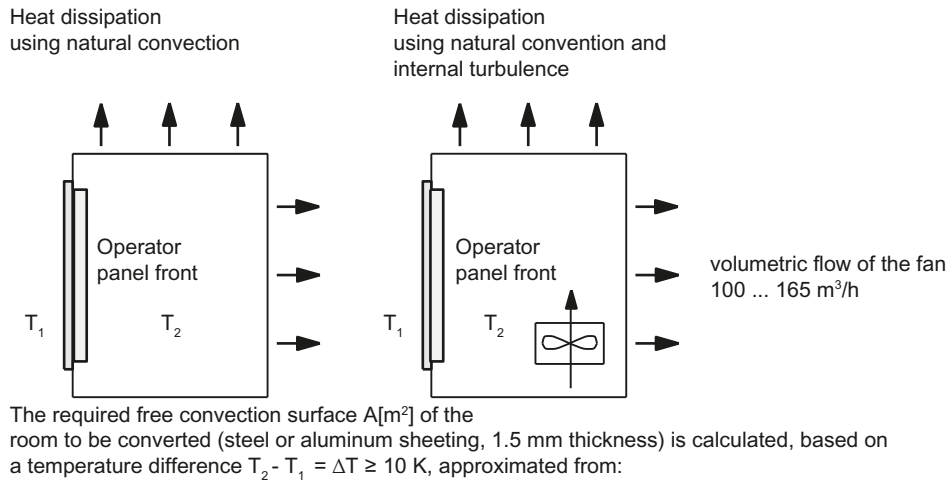 Heat dissipation
using natural convection
Heat dissipation
using natural convention and
internal turbulence
Operator
panel front
T₁
T₂
Operator
panel front
T₁
T₂
volumetric flow of the fan
100 ... 165 m³/h
The required free convection surface A[m²] of the
room to be converted (steel or aluminum sheeting, 1.5 mm thickness) is calculated, based on
a temperature difference T₂ - T₁ = ΔT ≥ 10 K, approximated from: